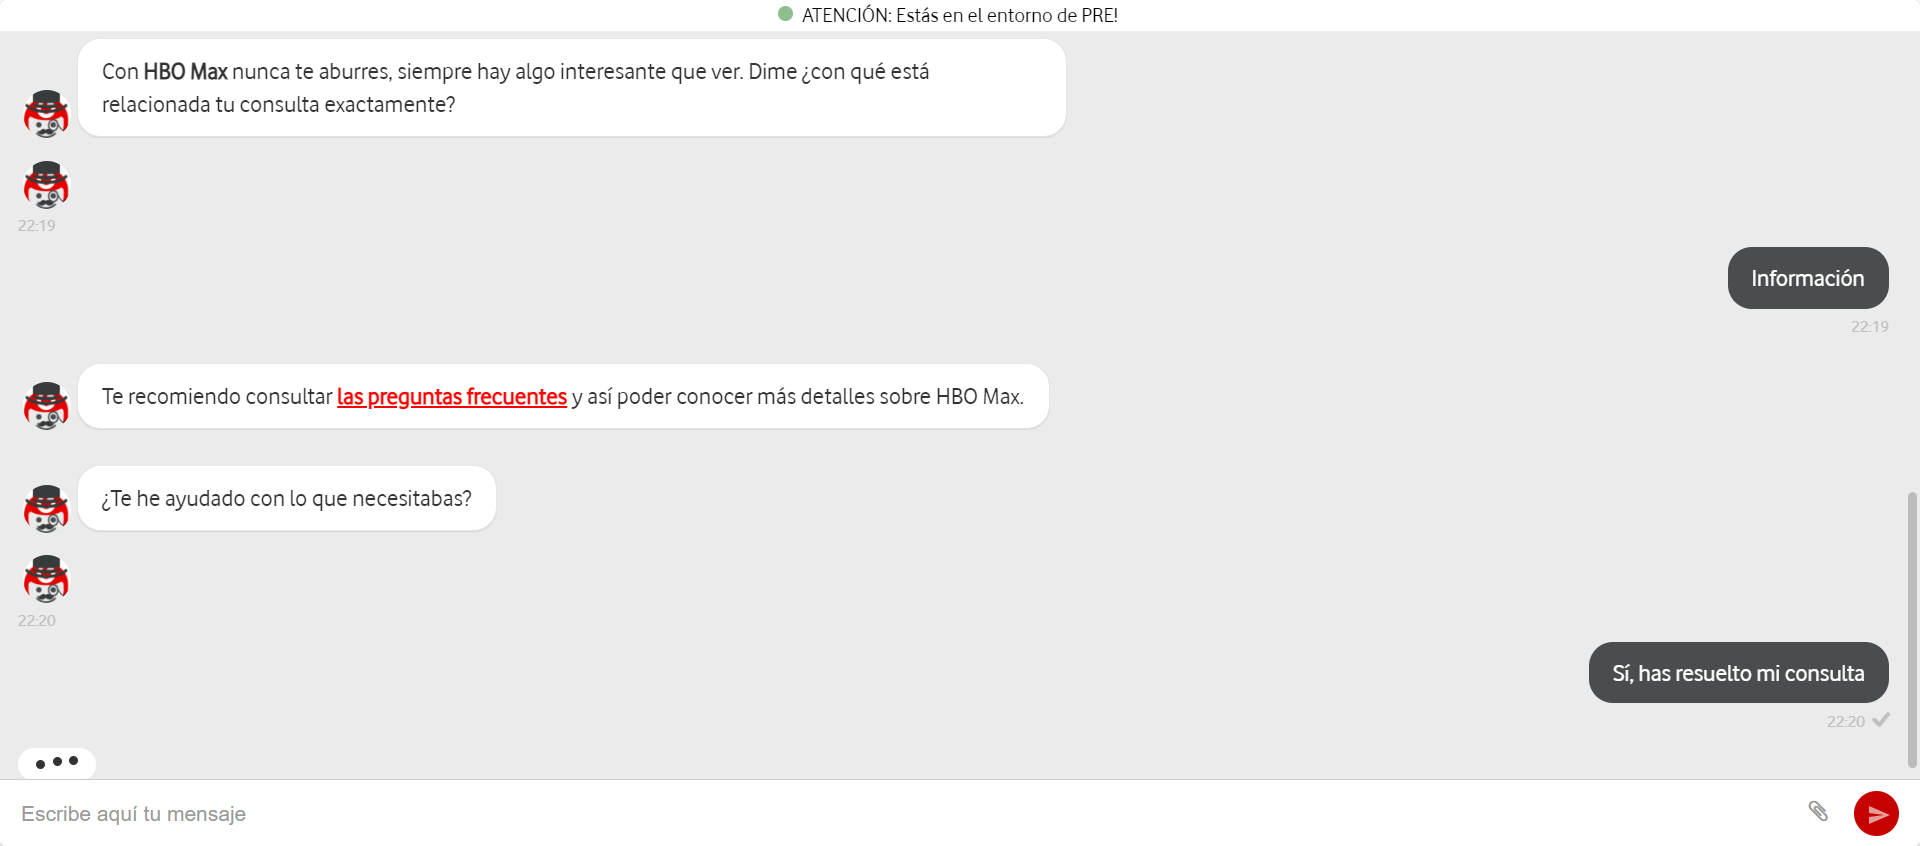 ATENCIÓN: Estás en el entorno de PRE!
Con HBO Max nunca te aburres, siempre hay algo interesante que ver. Dime ¿con qué está
relacionada tu consulta exactamente?
22:19
Información
22:19
Te recomiendo consultar las preguntas frecuentes y así poder conocer más detalles sobre HBO Max.
¿Te he ayudado con lo que necesitabas?
22:20
Sí, has resuelto mi consulta
22:20
Escribe aquí tu mensaje